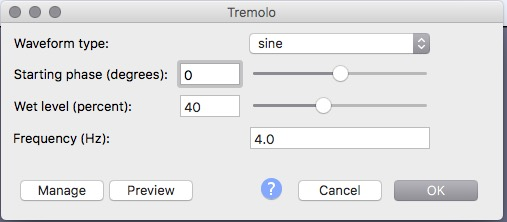 Tremolo
Waveform type: sine
Starting phase (degrees): 0
Wet level (percent): 40
Frequency (Hz): 4.0
Manage Preview ? Cancel OK